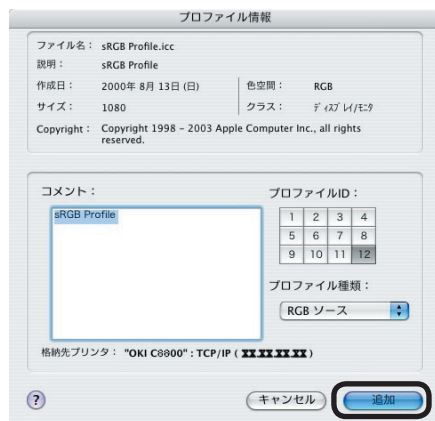 プロファイル情報
ファイル名： sRGB Profile.icc
説明： sRGB Profile
作成日： 2000年 8月 13日 (日) 色空間： RGB
サイズ： 1080 クラス： ディスプレイ/モニタ
Copyright： Copyright 1998 – 2003 Apple Computer Inc., all rights
reserved.
コメント： プロファイルID：
sRGB Profile
1 2 3 4
5 6 7 8
9 10 11 12
プロファイル種類：
RGB ソース
格納先プリンタ： "OKI C8600" : TCP/IP ( XX.XX.XX.XX )
? キャンセル 追加